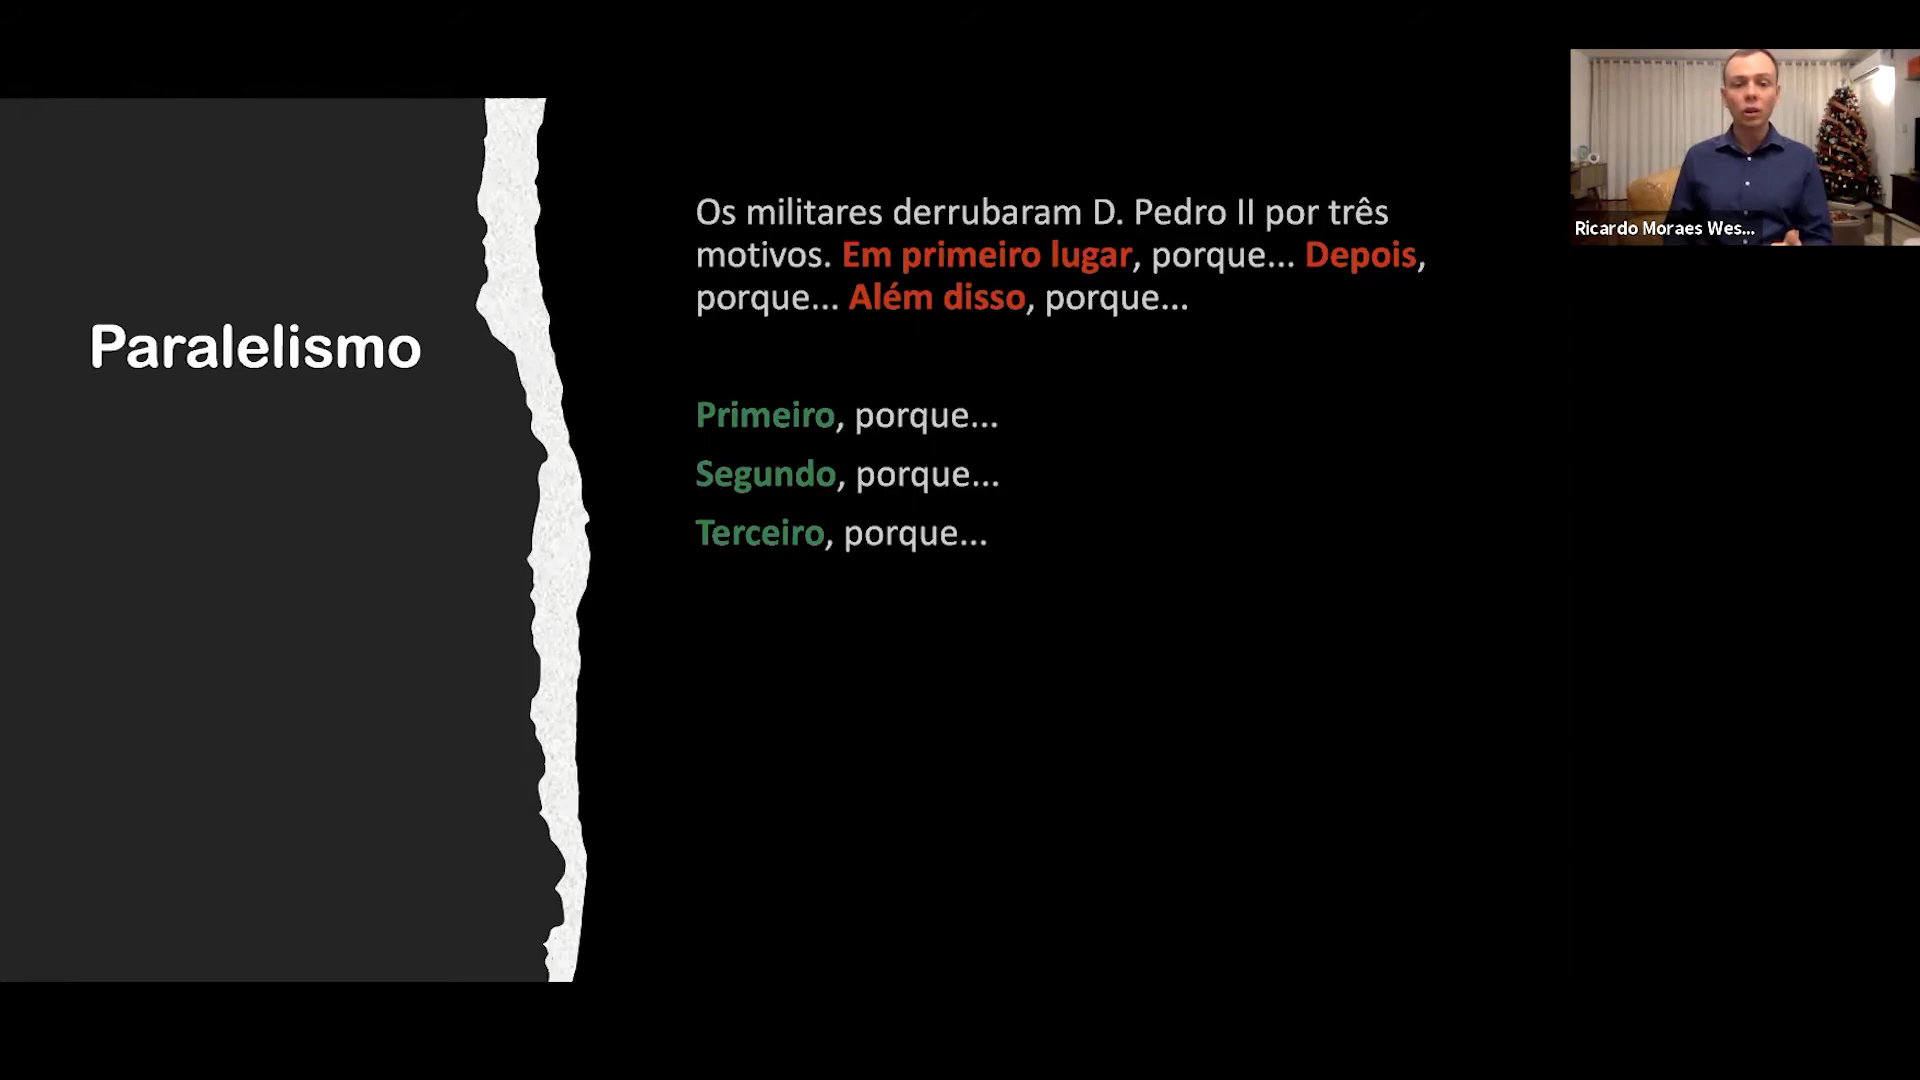 Paralelismo
Os militares derrubaram D. Pedro II por três
motivos. Em primeiro lugar, porque... Depois,
porque... Além disso, porque...
Primeiro, porque...
Segundo, porque...
Terceiro, porque...
Ricardo Moraes Wes...